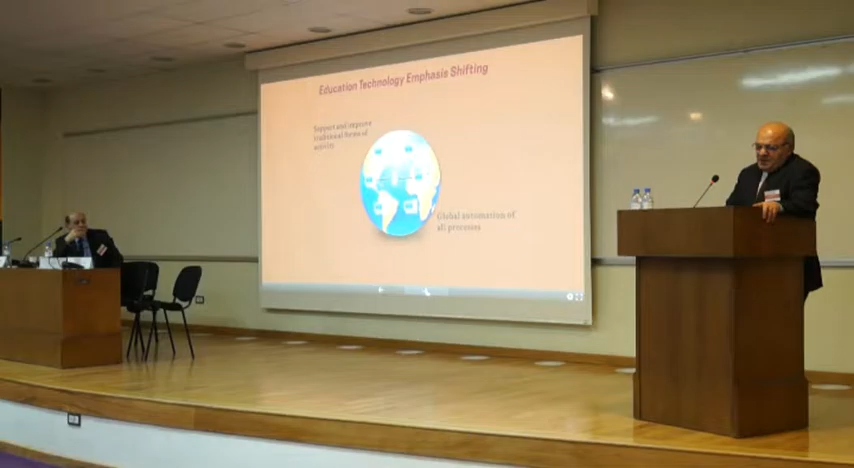 Education Technology Emphasis Shifting
Support and improve
traditional forms of
activity
Global automation of
all processes